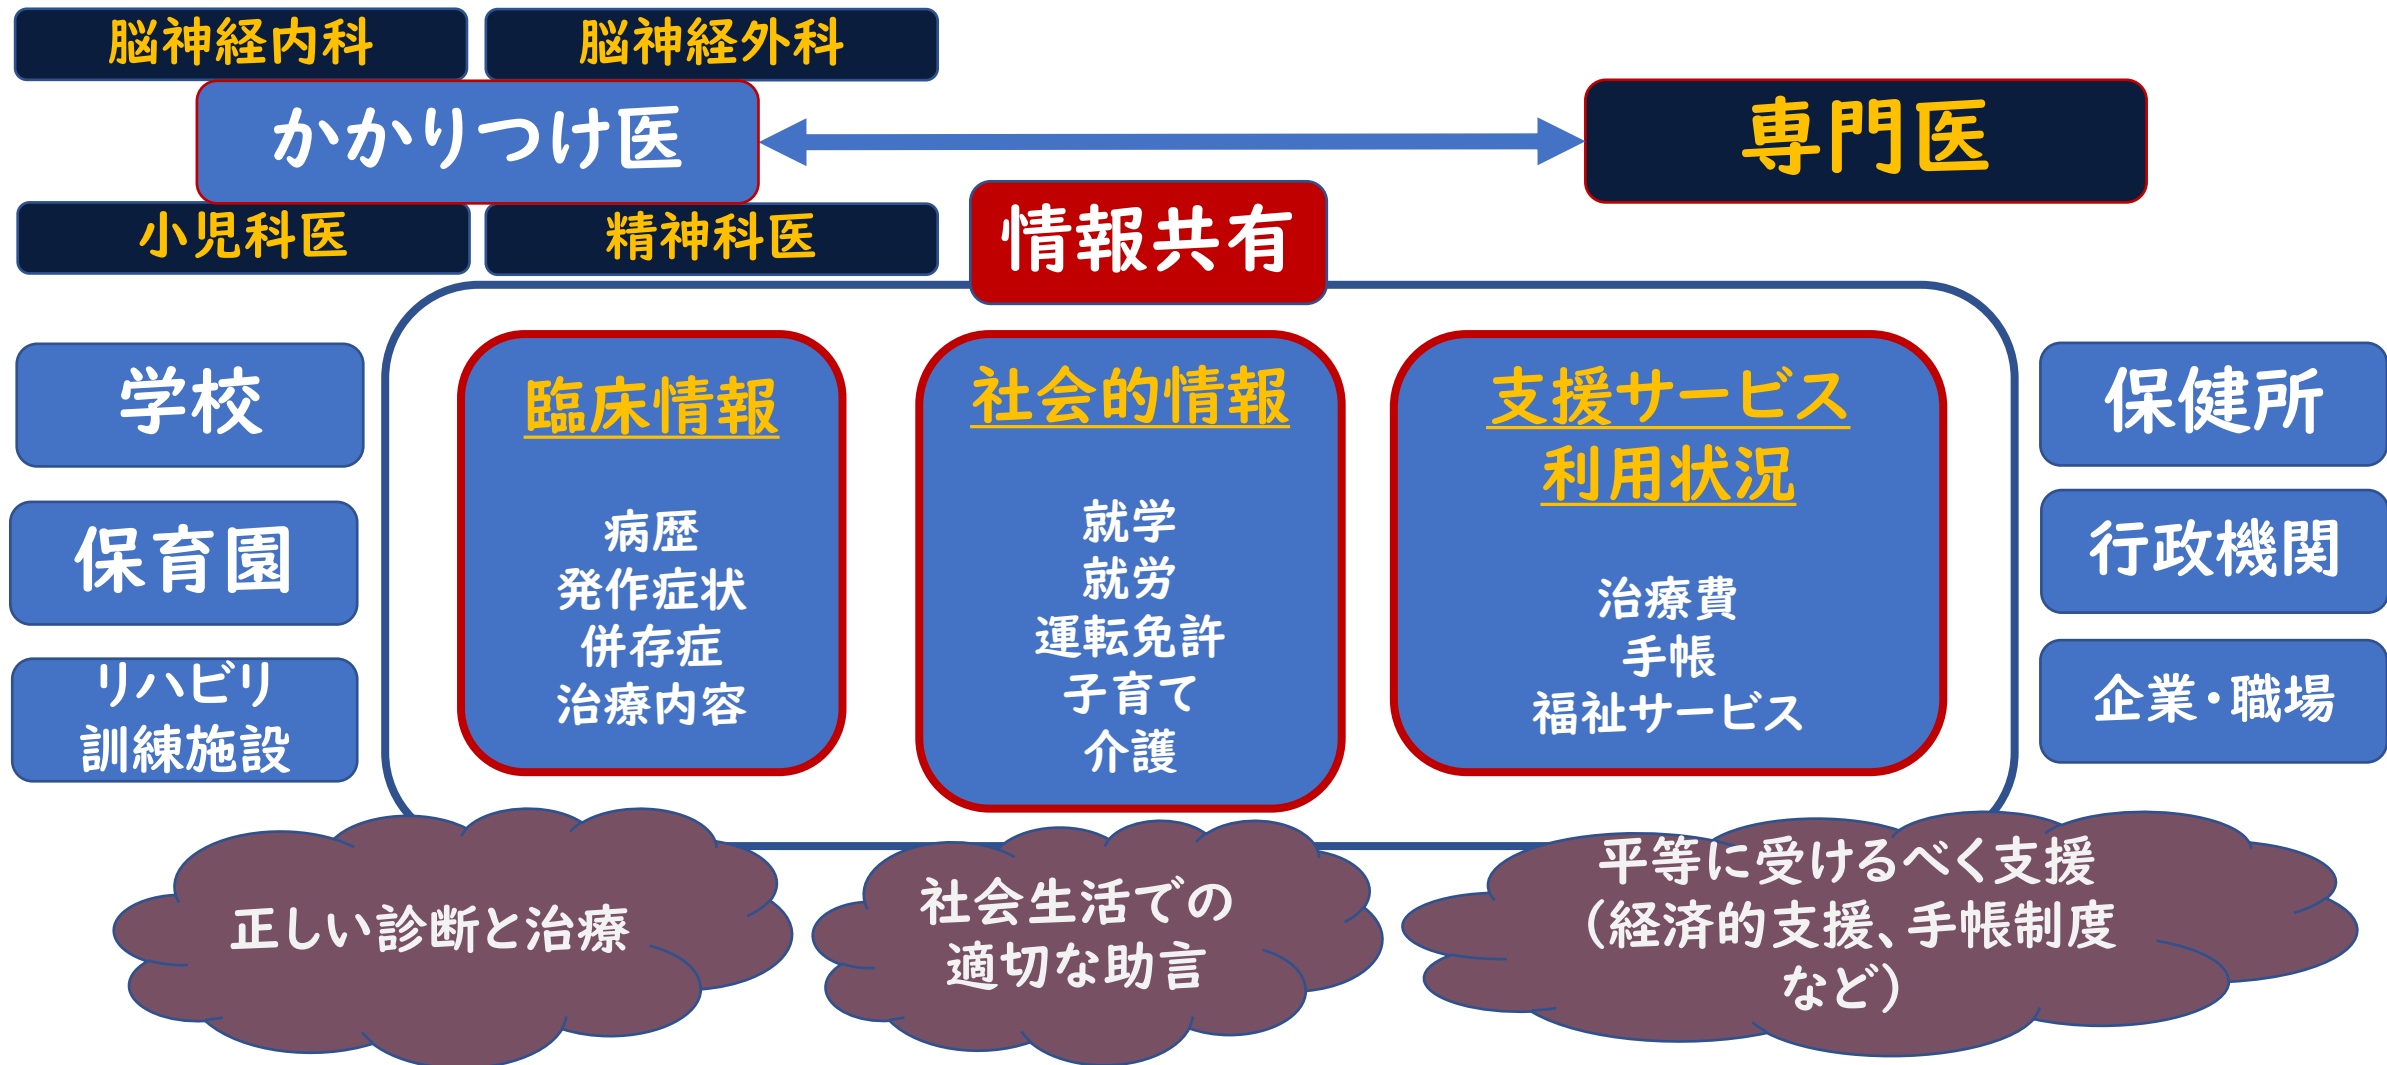 脳神経内科
脳神経外科
かかりつけ医
専門医
小児科医
精神科医
情報共有
学校
保育園
リハビリ
訓練施設
臨床情報
病歴
発作症状
併存症
治療内容
社会的情報
就学
就労
運転免許
子育て
介護
支援サービス
利用状況
治療費
手帳
福祉サービス
保健所
行政機関
企業・職場
正しい診断と治療
社会生活での
適切な助言
平等に受けるべく支援
（経済的支援、手帳制度
など）